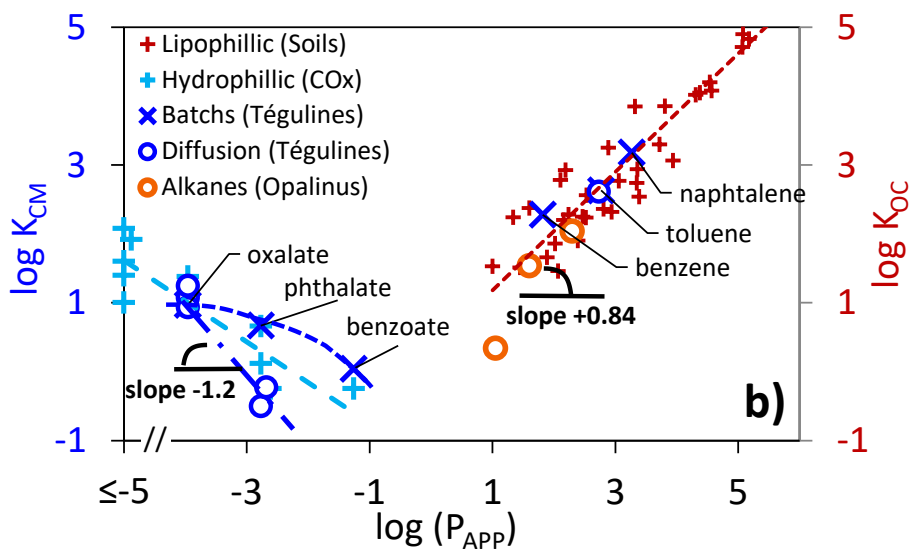 5
5
Lipophillic (Soils)
Hydrophillic (COx)
Batchs (Tégulines)
Diffusion (Tégulines)
Alkanes (Opalinus)
3
3
naphtalene
log K_CM
log K_OC
toluene
oxalate
benzene
phthalate
1
1
slope +0.84
benzoate
slope -1.2
b)
-1
-1
≤-5
//
-3
-1
1
3
5
log (P_APP)